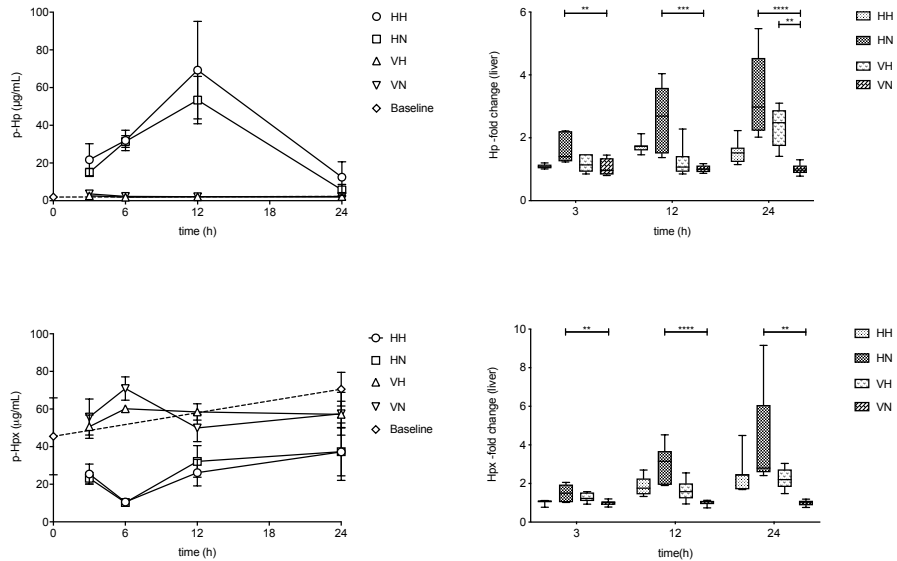 100
80
60
40
20
0
p-Hp (µg/mL)
0
6
12
18
24
time (h)
HH
HN
VH
VN
Baseline
6
4
2
0
Hp -fold change (liver)
**
***
****
**
3
12
24
time (h)
HH
HN
VH
VN
100
80
60
40
20
0
p-Hpx (µg/mL)
0
6
12
18
24
time (h)
HH
HN
VH
VN
Baseline
10
8
6
4
2
0
Hpx -fold change (liver)
**
****
**
3
12
24
time(h)
HH
HN
VH
VN